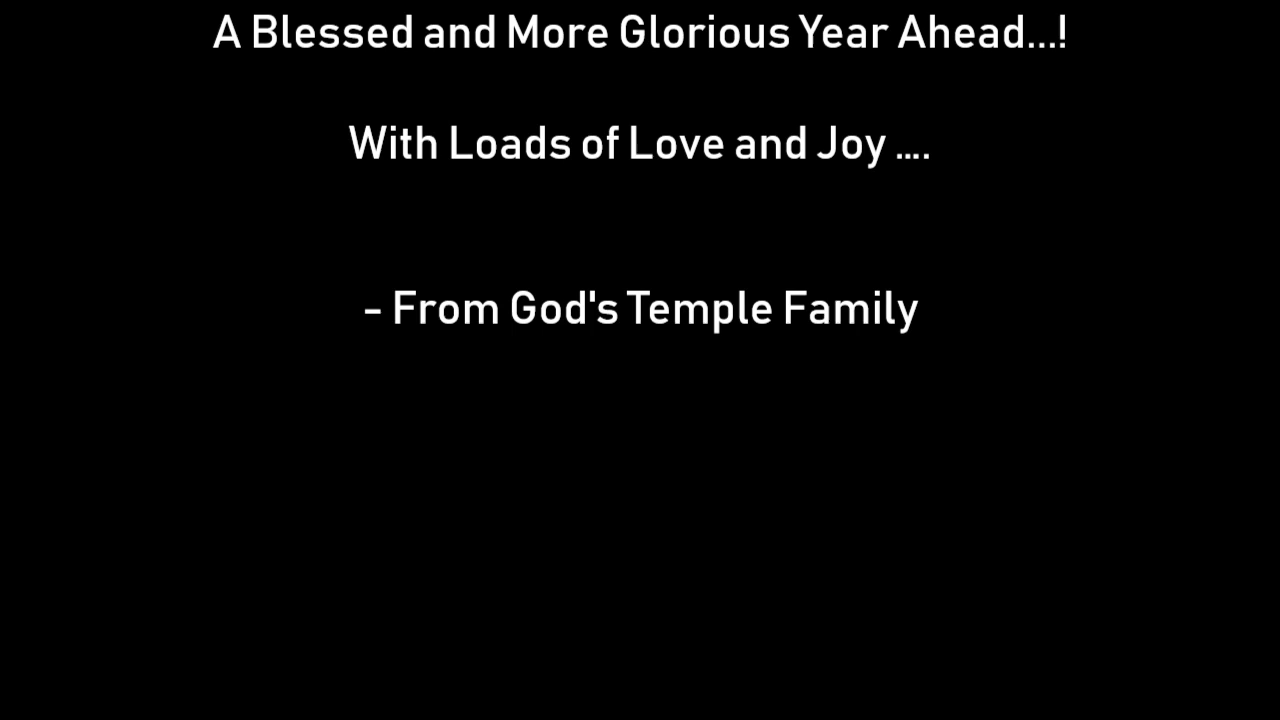 A Blessed and More Glorious Year Ahead...!
With Loads of Love and Joy ....
- From God's Temple Family